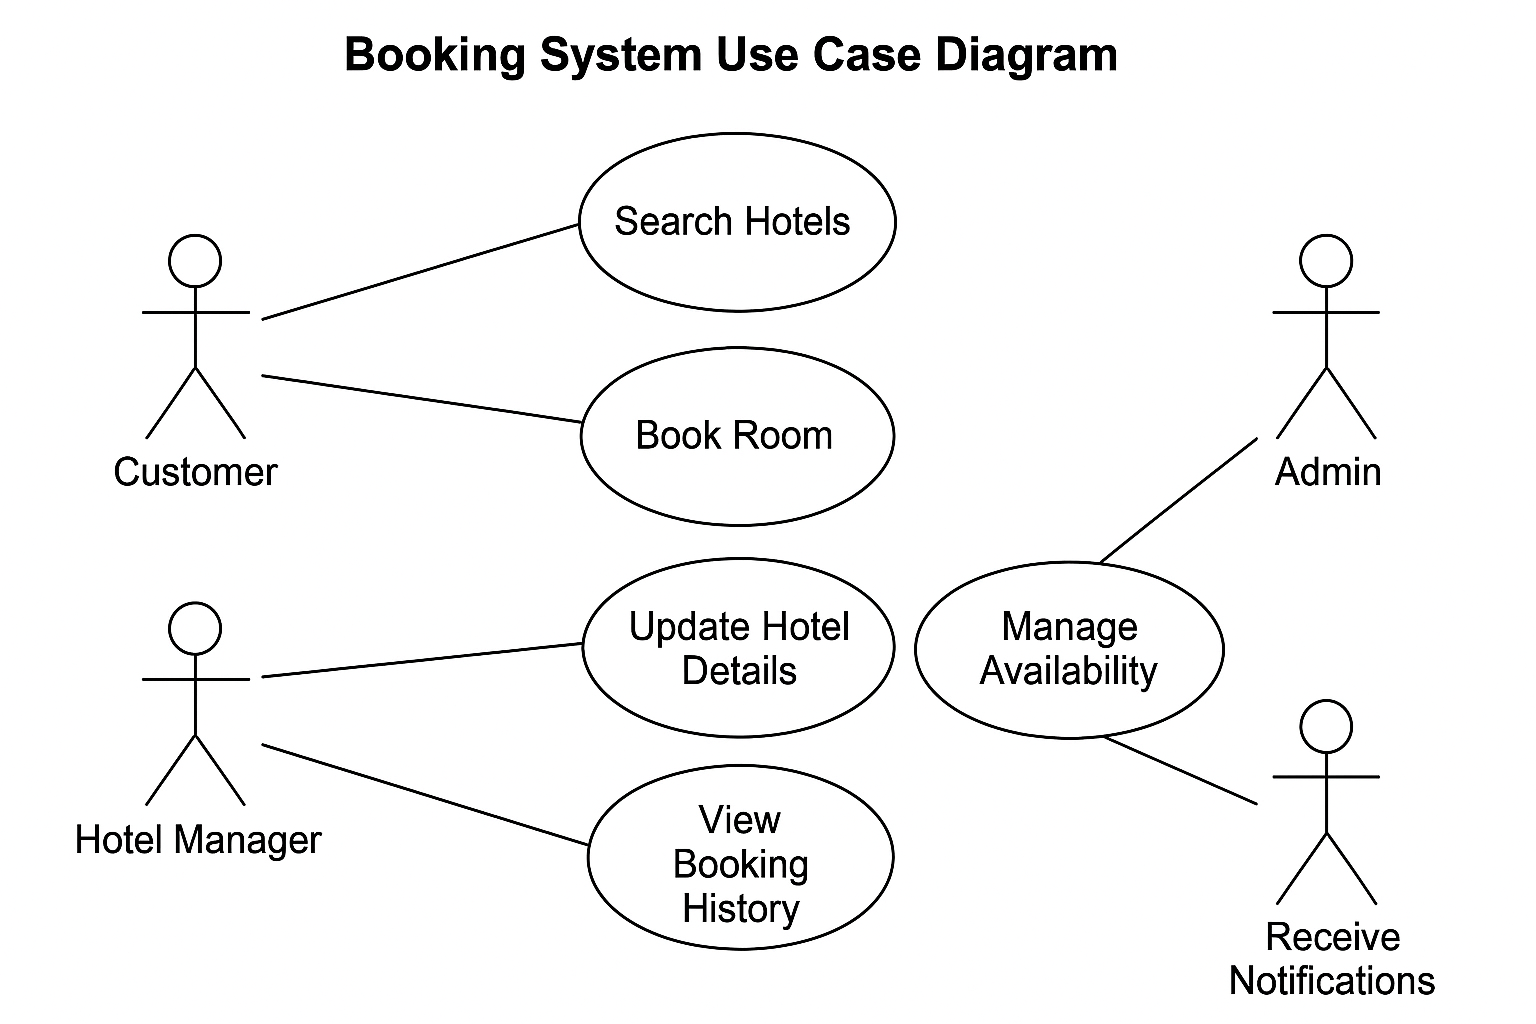 Booking System Use Case Diagram
Search Hotels
Book Room
Customer
Admin
Update Hotel
Details
Manage
Availability
Hotel Manager
View
Booking
History
Receive
Notifications